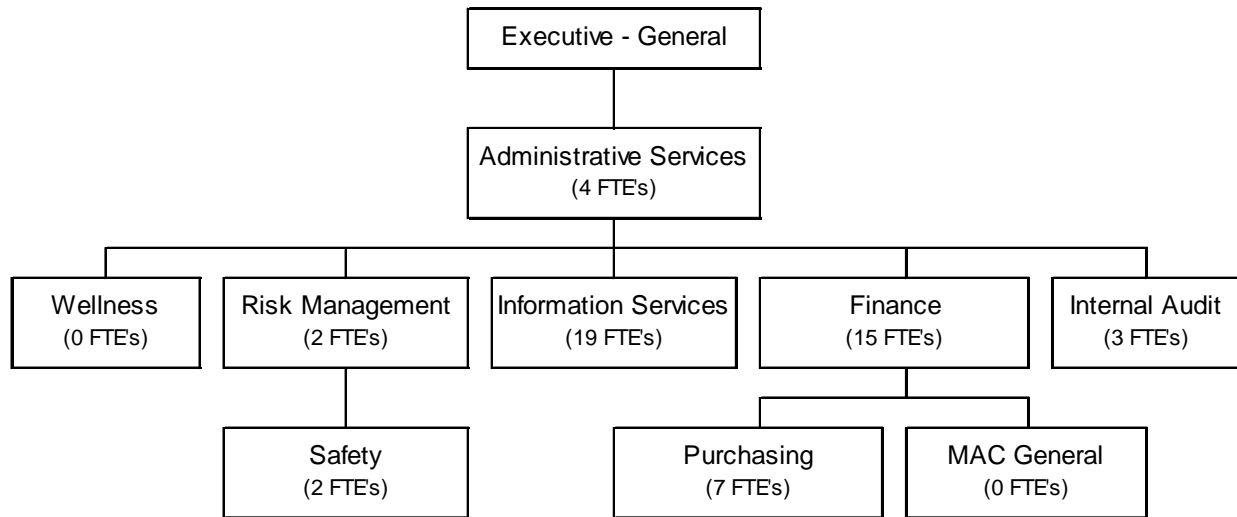 Executive - General
Administrative Services
(4 FTE's)
Wellness
(0 FTE's)
Risk Management
(2 FTE's)
Information Services
(19 FTE's)
Finance
(15 FTE's)
Internal Audit
(3 FTE's)
Safety
(2 FTE's)
Purchasing
(7 FTE's)
MAC General
(0 FTE's)